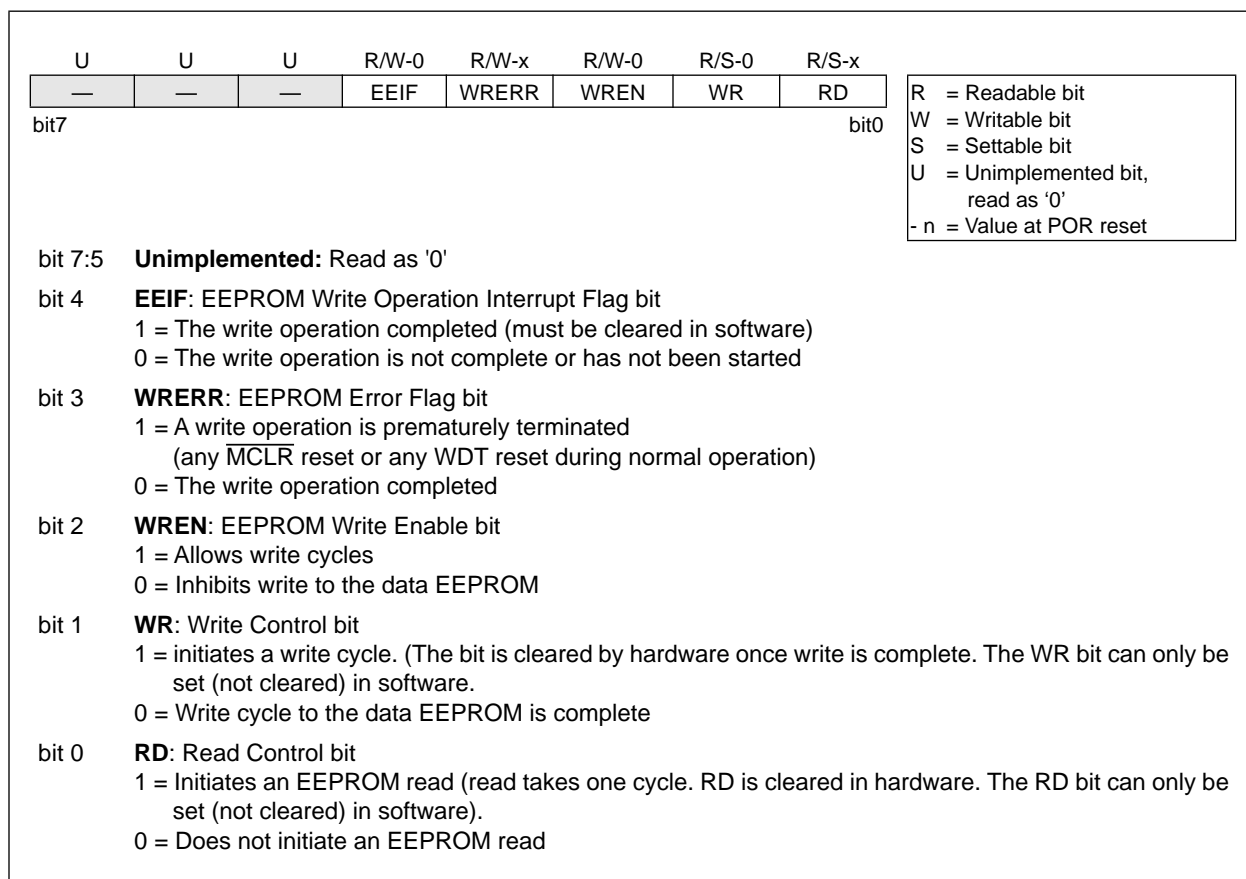 U U U R/W-0 R/W-x R/W-0 R/S-0 R/S-x
— — — EEIF WRERR WREN WR RD
bit7 bit0
R = Readable bit
W = Writable bit
S = Settable bit
U = Unimplemented bit,
read as ‘0’
- n = Value at POR reset
bit 7:5 Unimplemented: Read as '0'
bit 4 EEIF: EEPROM Write Operation Interrupt Flag bit
1 = The write operation completed (must be cleared in software)
0 = The write operation is not complete or has not been started
bit 3 WRERR: EEPROM Error Flag bit
1 = A write operation is prematurely terminated
(any M̅C̅L̅R̅ reset or any WDT reset during normal operation)
0 = The write operation completed
bit 2 WREN: EEPROM Write Enable bit
1 = Allows write cycles
0 = Inhibits write to the data EEPROM
bit 1 WR: Write Control bit
1 = initiates a write cycle. (The bit is cleared by hardware once write is complete. The WR bit can only be
set (not cleared) in software.
0 = Write cycle to the data EEPROM is complete
bit 0 RD: Read Control bit
1 = Initiates an EEPROM read (read takes one cycle. RD is cleared in hardware. The RD bit can only be
set (not cleared) in software).
0 = Does not initiate an EEPROM read